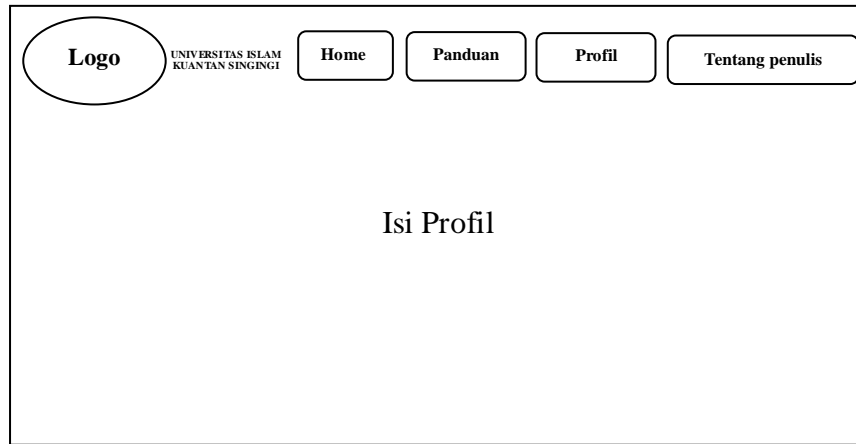 Logo
UNIVERSITAS ISLAM
KUANTAN SINGINGI
Home
Panduan
Profil
Tentang penulis
Isi Profil